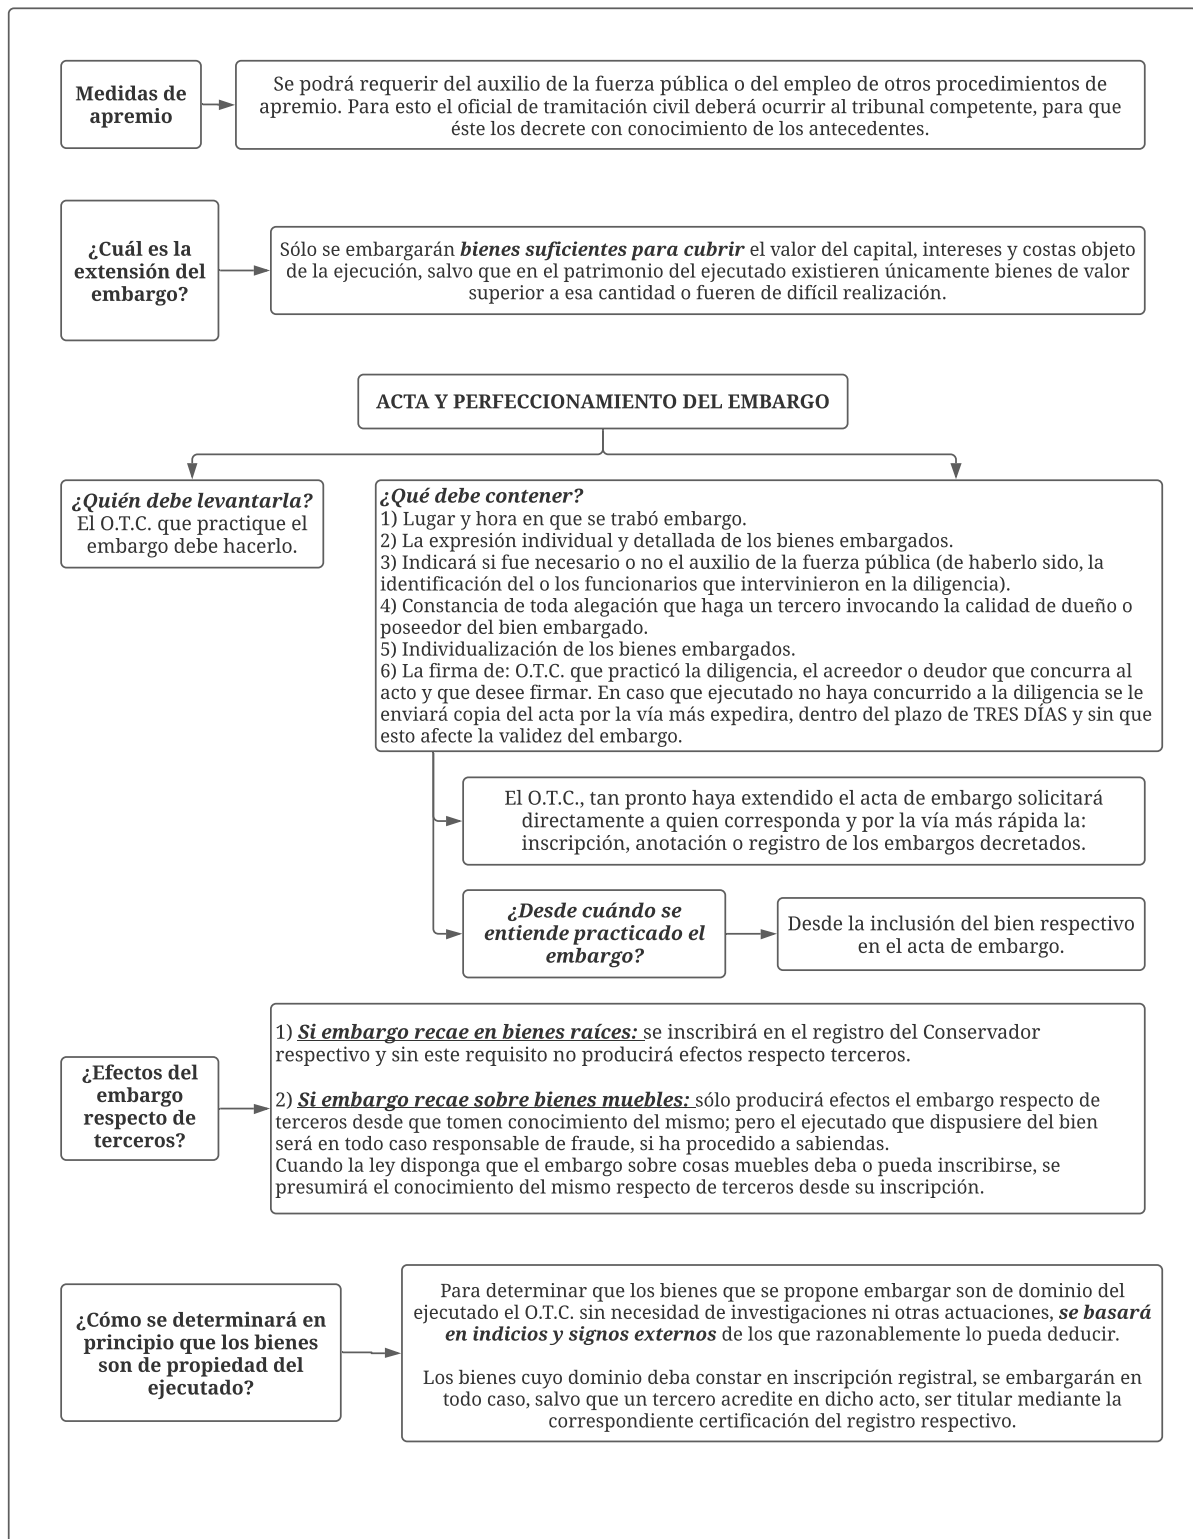 Medidas de
apremio
Se podrá requerir del auxilio de la fuerza pública o del empleo de otros procedimientos de
apremio. Para esto el oficial de tramitación civil deberá ocurrir al tribunal competente, para que
éste los decrete con conocimiento de los antecedentes.
¿Cuál es la
extensión del
embargo?
Sólo se embargarán bienes suficientes para cubrir el valor del capital, intereses y costas objeto
de la ejecución, salvo que en el patrimonio del ejecutado existieren únicamente bienes de valor
superior a esa cantidad o fueren de difícil realización.
ACTA Y PERFECCIONAMIENTO DEL EMBARGO
¿Quién debe levantarla?
El O.T.C. que practique el
embargo debe hacerlo.
¿Qué debe contener?
1) Lugar y hora en que se trabó embargo.
2) La expresión individual y detallada de los bienes embargados.
3) Indicará si fue necesario o no el auxilio de la fuerza pública (de haberlo sido, la
identificación del o los funcionarios que intervinieron en la diligencia).
4) Constancia de toda alegación que haga un tercero invocando la calidad de dueño o
poseedor del bien embargado.
5) Individualización de los bienes embargados.
6) La firma de: O.T.C. que practicó la diligencia, el acreedor o deudor que concurra al
acto y que desee firmar. En caso que ejecutado no haya concurrido a la diligencia se le
enviará copia del acta por la vía más expedira, dentro del plazo de TRES DÍAS y sin que
esto afecte la validez del embargo.
El O.T.C., tan pronto haya extendido el acta de embargo solicitará
directamente a quien corresponda y por la vía más rápida la:
inscripción, anotación o registro de los embargos decretados.
¿Desde cuándo se
entiende practicado el
embargo?
Desde la inclusión del bien respectivo
en el acta de embargo.
¿Efectos del
embargo
respecto de
terceros?
1) Si embargo recae en bienes raíces: se inscribirá en el registro del Conservador
respectivo y sin este requisito no producirá efectos respecto terceros.
2) Si embargo recae sobre bienes muebles: sólo producirá efectos el embargo respecto de
terceros desde que tomen conocimiento del mismo; pero el ejecutado que dispusiere del bien
será en todo caso responsable de fraude, si ha procedido a sabiendas.
Cuando la ley disponga que el embargo sobre cosas muebles deba o pueda inscribirse, se
presumirá el conocimiento del mismo respecto de terceros desde su inscripción.
¿Cómo se determinará en
principio que los bienes
son de propiedad del
ejecutado?
Para determinar que los bienes que se propone embargar son de dominio del
ejecutado el O.T.C. sin necesidad de investigaciones ni otras actuaciones, se basará
en indicios y signos externos de los que razonablemente lo pueda deducir.
Los bienes cuyo dominio deba constar en inscripción registral, se embargarán en
todo caso, salvo que un tercero acredite en dicho acto, ser titular mediante la
correspondiente certificación del registro respectivo.